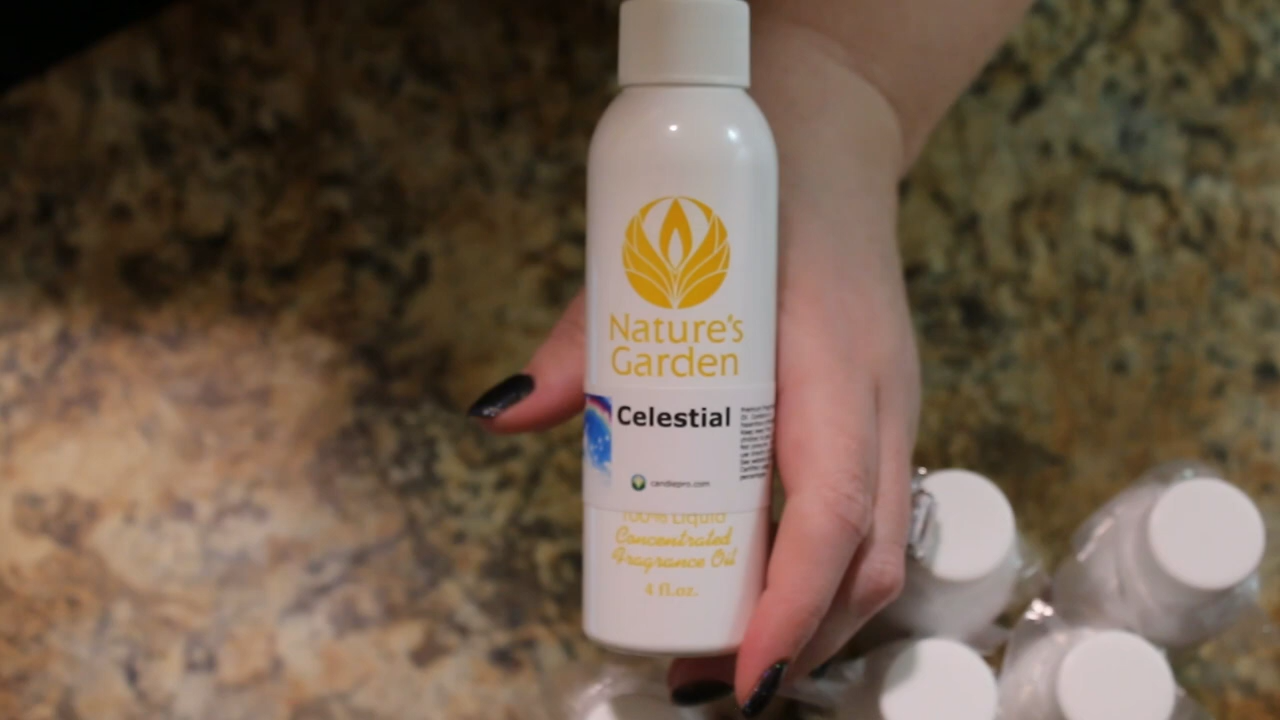 Nature's
Garden
Celestial
candlepro.com
100% Liquid
Concentrated
Fragrance Oil
4 fl.oz.